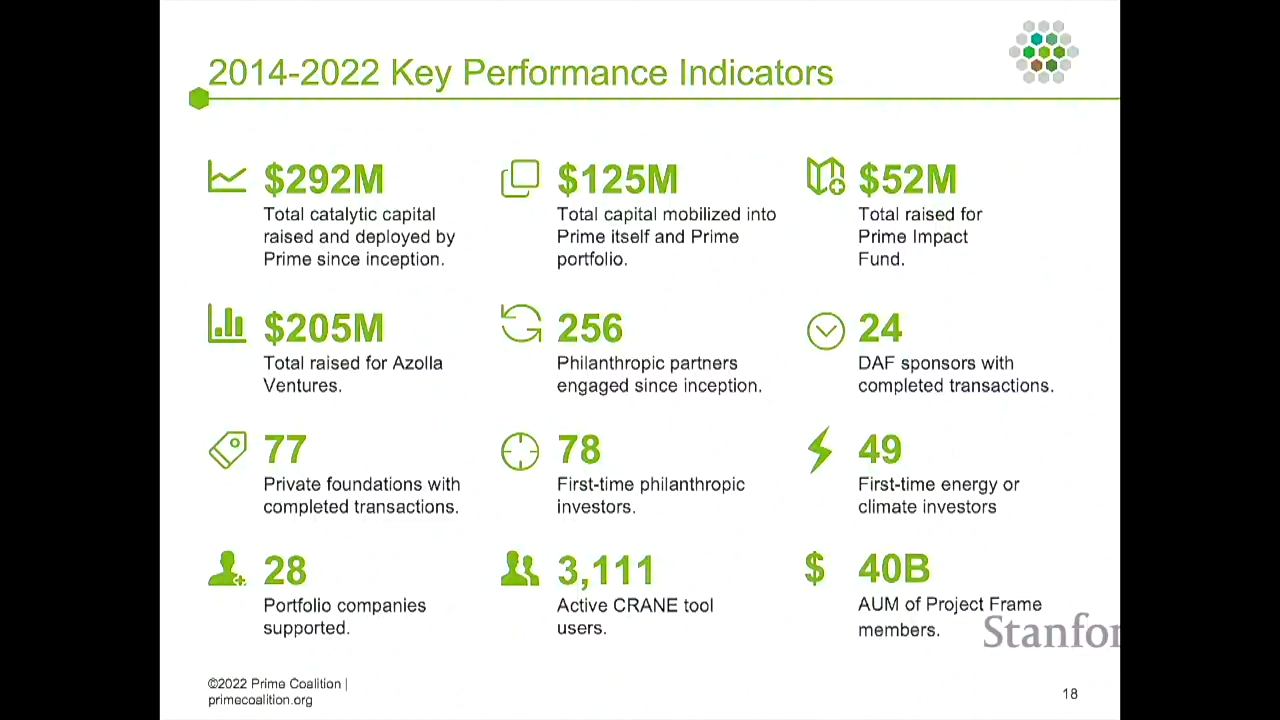 2014-2022 Key Performance Indicators
$292M
Total catalytic capital
raised and deployed by
Prime since inception.
$125M
Total capital mobilized into
Prime itself and Prime
portfolio.
$52M
Total raised for
Prime Impact
Fund.
$205M
Total raised for Azolla
Ventures.
256
Philanthropic partners
engaged since inception.
24
DAF sponsors with
completed transactions.
77
Private foundations with
completed transactions.
78
First-time philanthropic
investors.
49
First-time energy or
climate investors
28
Portfolio companies
supported.
3,111
Active CRANE tool
users.
$ 40B
AUM of Project Frame
members.
Stanfor
©2022 Prime Coalition |
primecoalition.org
18